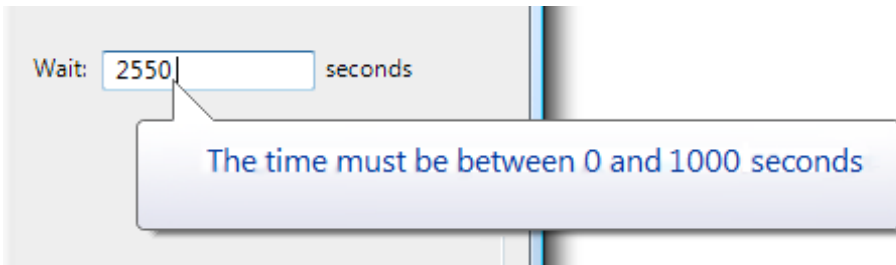 Wait: 2550 seconds
The time must be between 0 and 1000 seconds